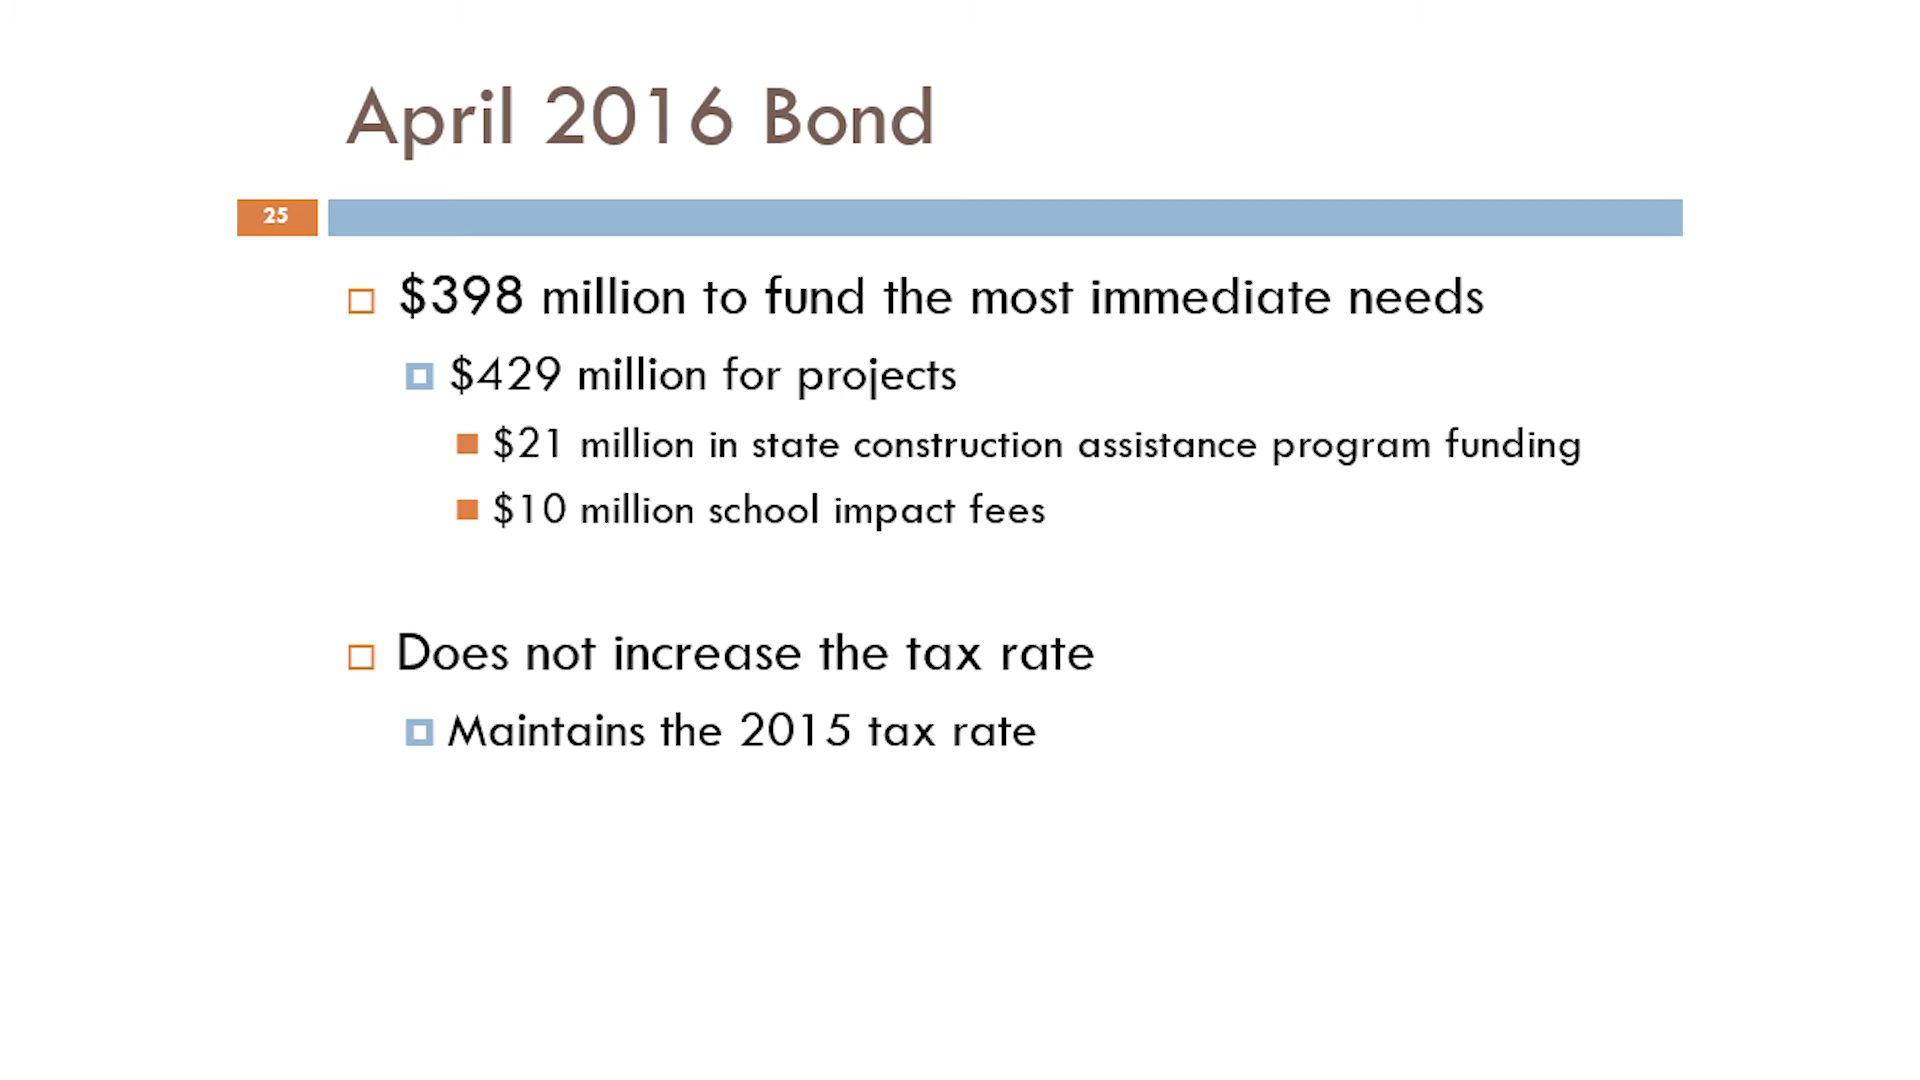 April 2016 Bond
25
$398 million to fund the most immediate needs
$429 million for projects
$21 million in state construction assistance program funding
$10 million school impact fees
Does not increase the tax rate
Maintains the 2015 tax rate